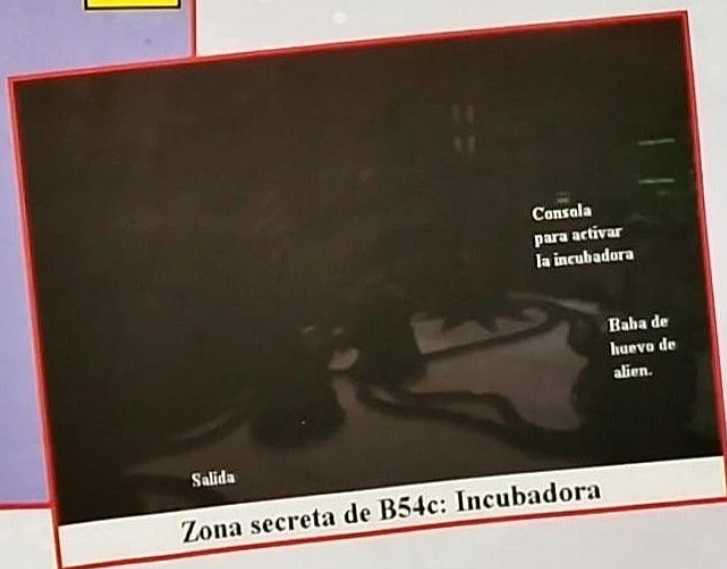 Consola
para activar
la incubadora
Baba de
huevo de
alien.
Salida
Zona secreta de B54c: Incubadora